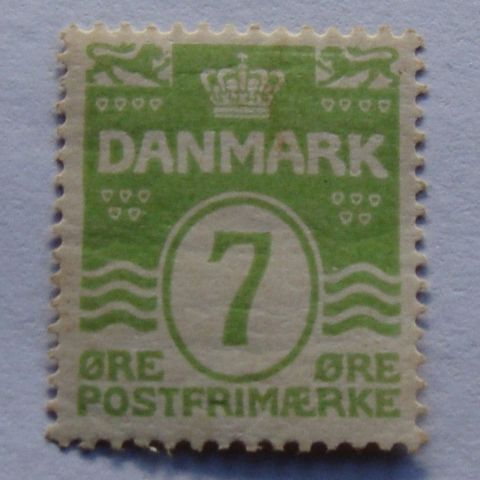 DANMARK
7
ØRE ØRE
POSTFRIMÆRKE